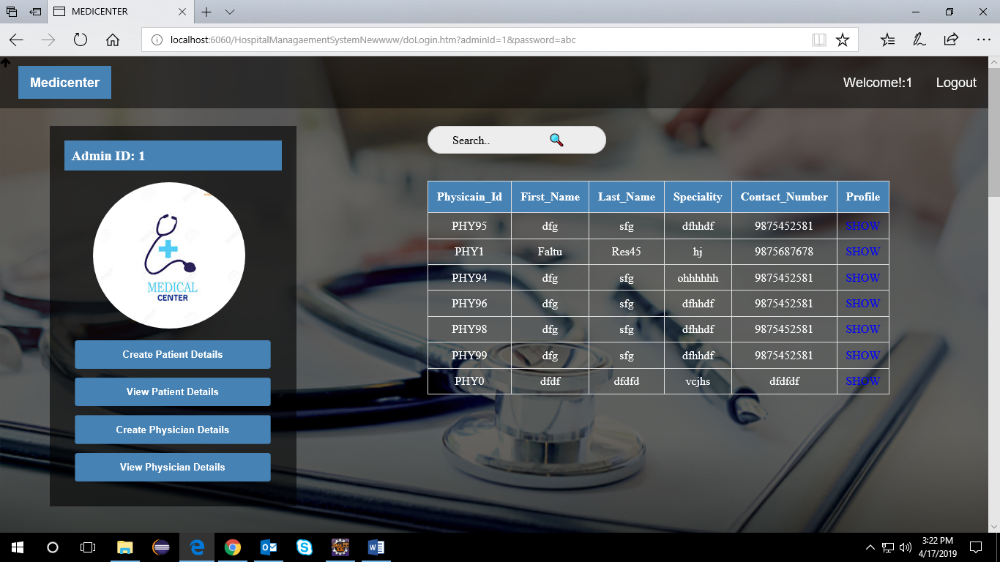 MEDICENTER
localhost:6060/HospitalManagaementSystemNewwww/doLogin.htm?adminId=1&password=abc
Medicenter
Welcome!:1 Logout
Admin ID: 1
MEDICAL
CENTER
Create Patient Details
View Patient Details
Create Physician Details
View Physician Details
Search..
Physicain_Id First_Name Last_Name Speciality Contact_Number Profile
PHY95 dfg sfg dfhhdf 9875452581 SHOW
PHY1 Faltu Res45 hj 9875687678 SHOW
PHY94 dfg sfg ohhhhhh 9875452581 SHOW
PHY96 dfg sfg dfhhdf 9875452581 SHOW
PHY98 dfg sfg dfhhdf 9875452581 SHOW
PHY99 dfg sfg dfhhdf 9875452581 SHOW
PHY0 dfdf dfdfd vcjhs dfdfdf SHOW
3:22 PM
4/17/2019